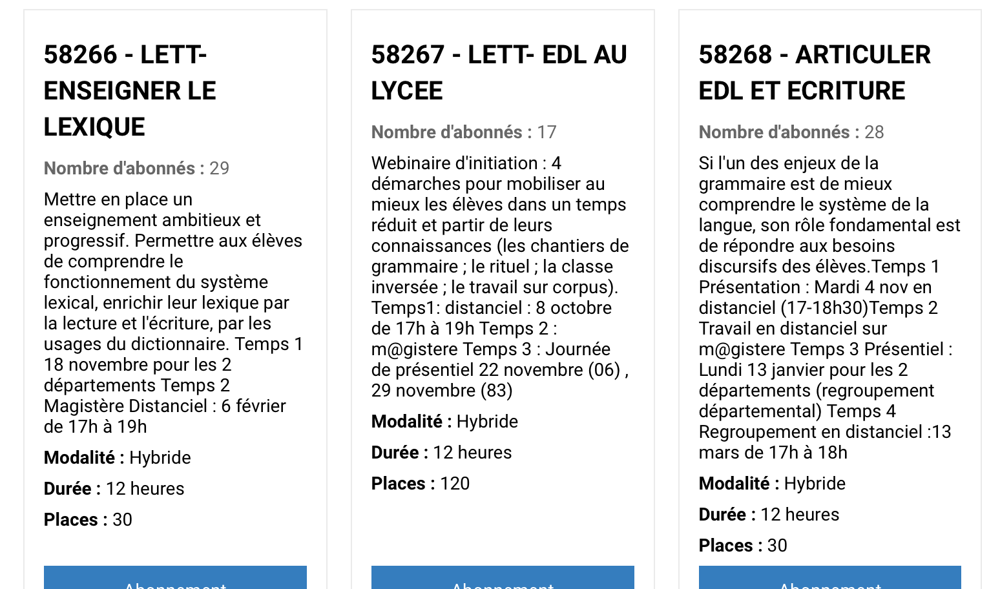 58266 - LETT-
ENSEIGNER LE
LEXIQUE
Nombre d'abonnés : 29
Mettre en place un
enseignement ambitieux et
progressif. Permettre aux élèves
de comprendre le
fonctionnement du système
lexical, enrichir leur lexique par
la lecture et l'écriture, par les
usages du dictionnaire. Temps 1
18 novembre pour les 2
départements Temps 2
Magistère Distanciel : 6 février
de 17h à 19h
Modalité : Hybride
Durée : 12 heures
Places : 30
Abonnement
58267 - LETT- EDL AU
LYCEE
Nombre d'abonnés : 17
Webinaire d'initiation : 4
démarches pour mobiliser au
mieux les élèves dans un temps
réduit et partir de leurs
connaissances (les chantiers de
grammaire ; le rituel ; la classe
inversée ; le travail sur corpus).
Temps1: distanciel : 8 octobre
de 17h à 19h Temps 2 :
m@gistere Temps 3 : Journée
de présentiel 22 novembre (06) ,
29 novembre (83)
Modalité : Hybride
Durée : 12 heures
Places : 120
Abonnement
58268 - ARTICULER
EDL ET ECRITURE
Nombre d'abonnés : 28
Si l'un des enjeux de la
grammaire est de mieux
comprendre le système de la
langue, son rôle fondamental est
de répondre aux besoins
discursifs des élèves.Temps 1
Présentation : Mardi 4 nov en
distanciel (17-18h30)Temps 2
Travail en distanciel sur
m@gistere Temps 3 Présentiel :
Lundi 13 janvier pour les 2
départements (regroupement
départemental) Temps 4
Regroupement en distanciel :13
mars de 17h à 18h
Modalité : Hybride
Durée : 12 heures
Places : 30
Abonnement